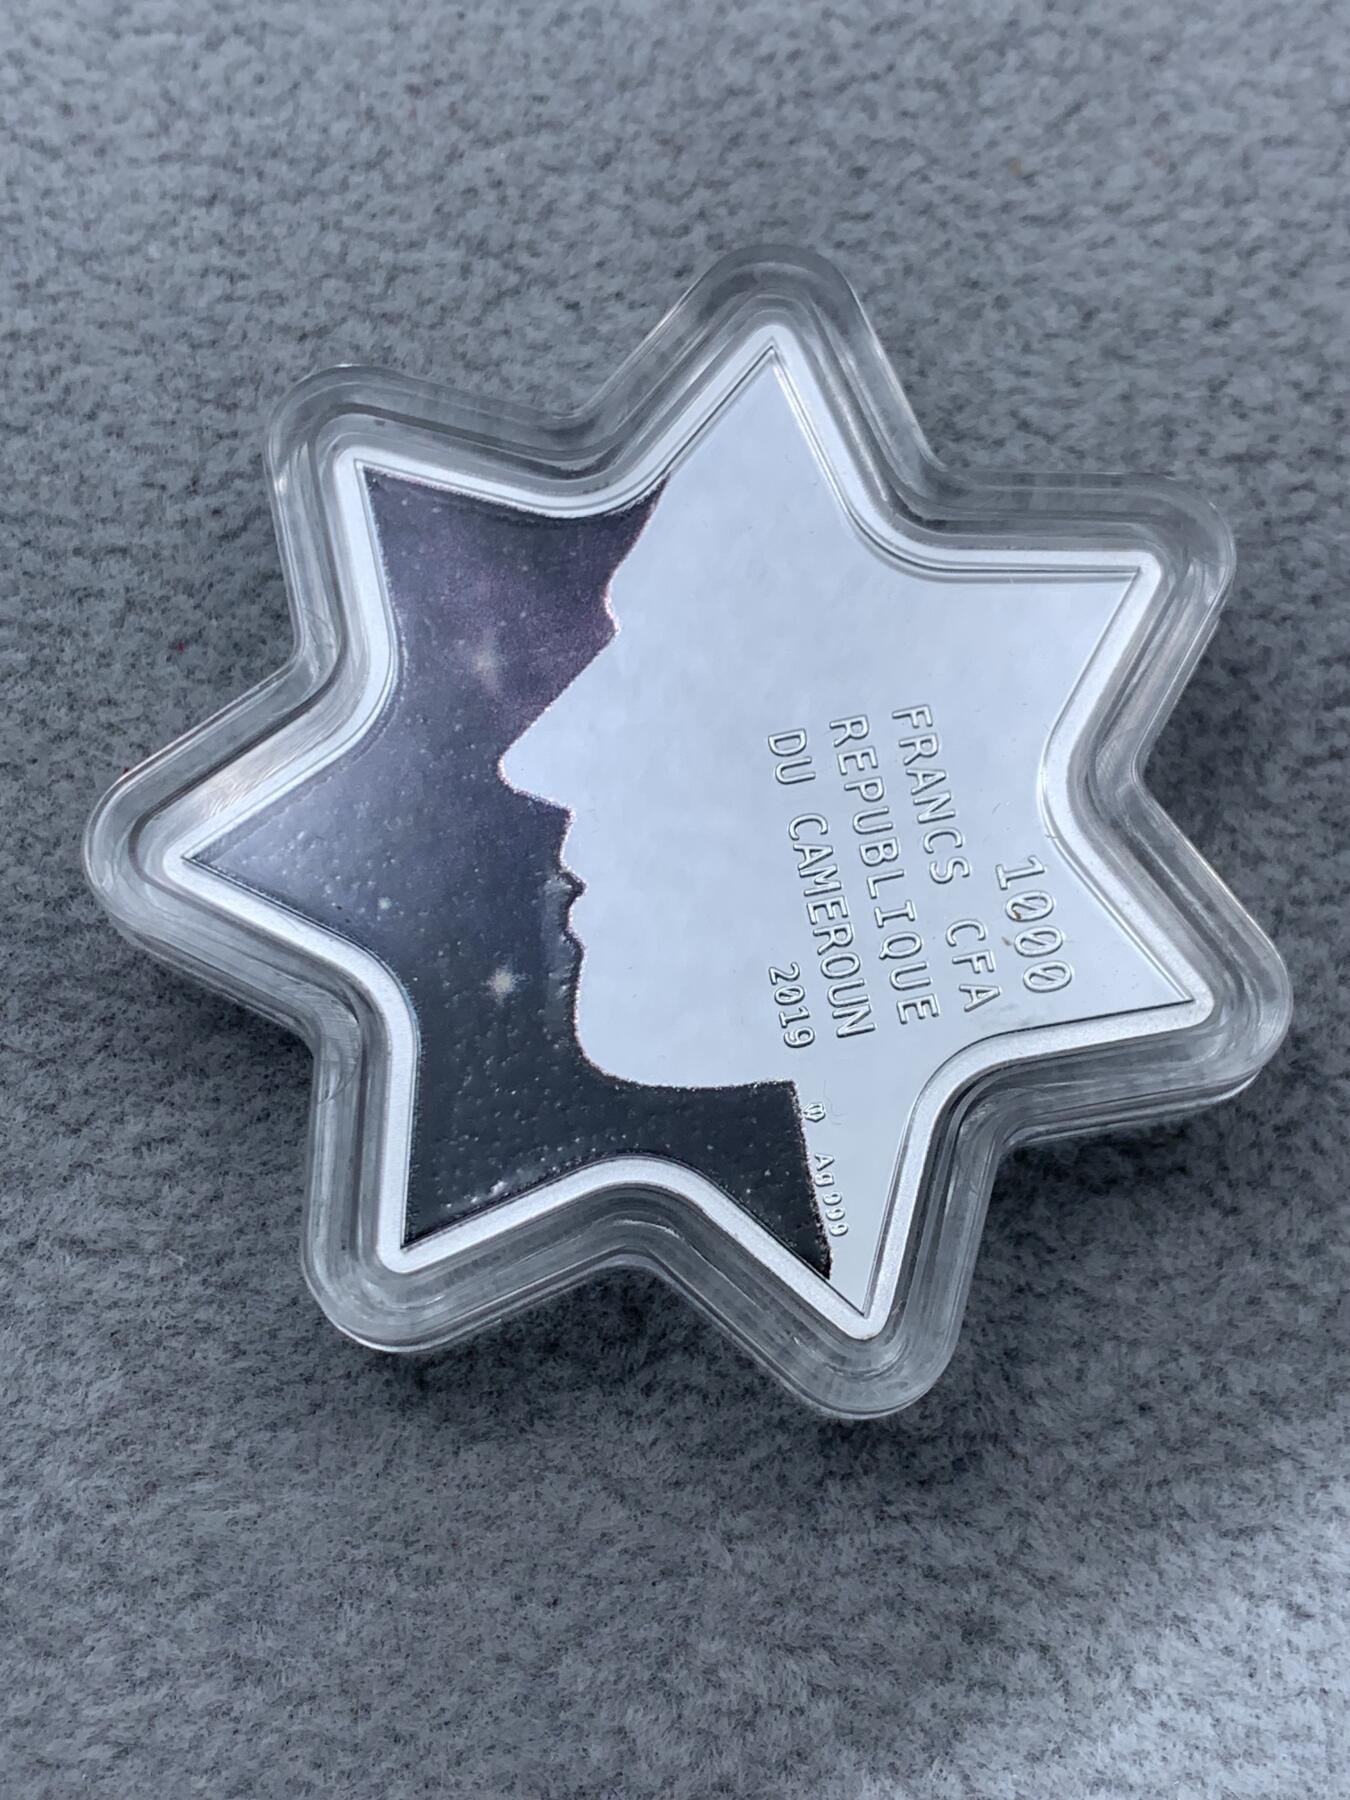 1000
FRANCS CFA
REPUBLIQUE
DU CAMEROUN
2019
Ag 999